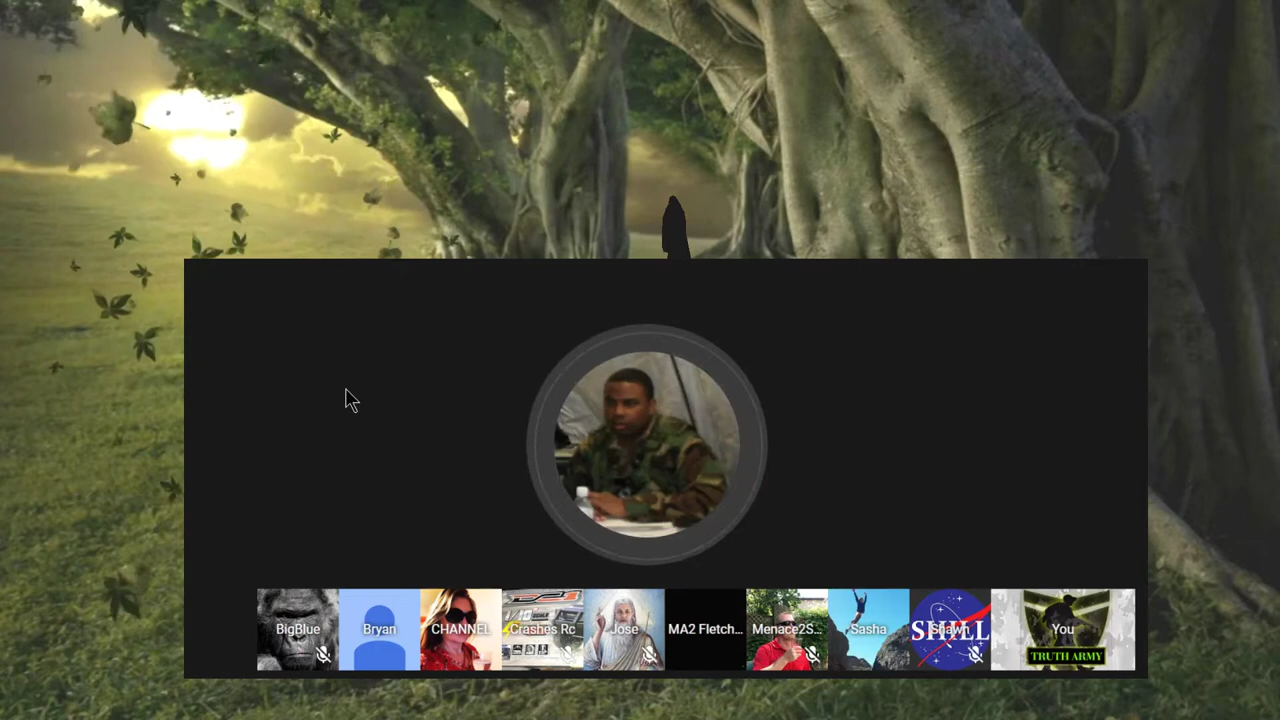 BigBlue
Bryan
CHANNEL
Crashes Rc
Jose
MA2 Fletch...
Menace2S...
Sasha
Shawn
SHILL
You
TRUTH ARMY